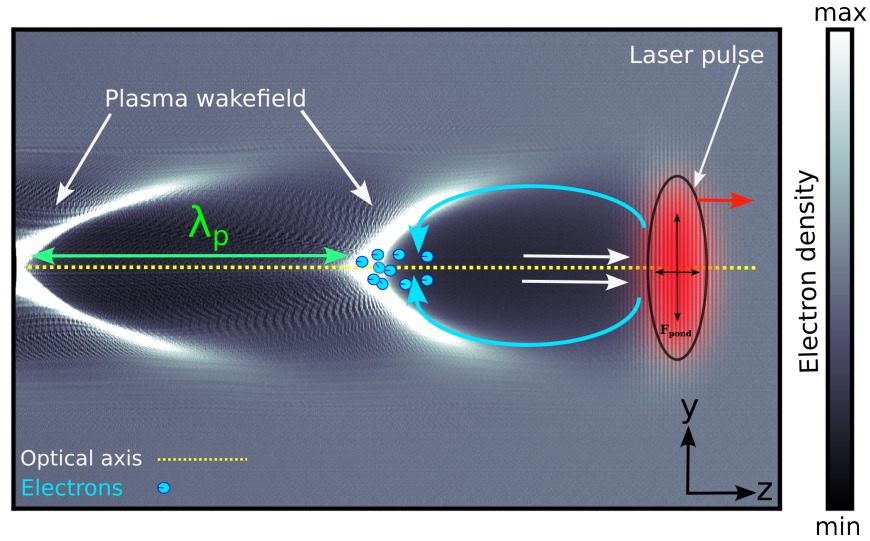 max
Laser pulse
Plasma wakefield
λp
Fpond
Electron density
y
z
Optical axis
Electrons
min